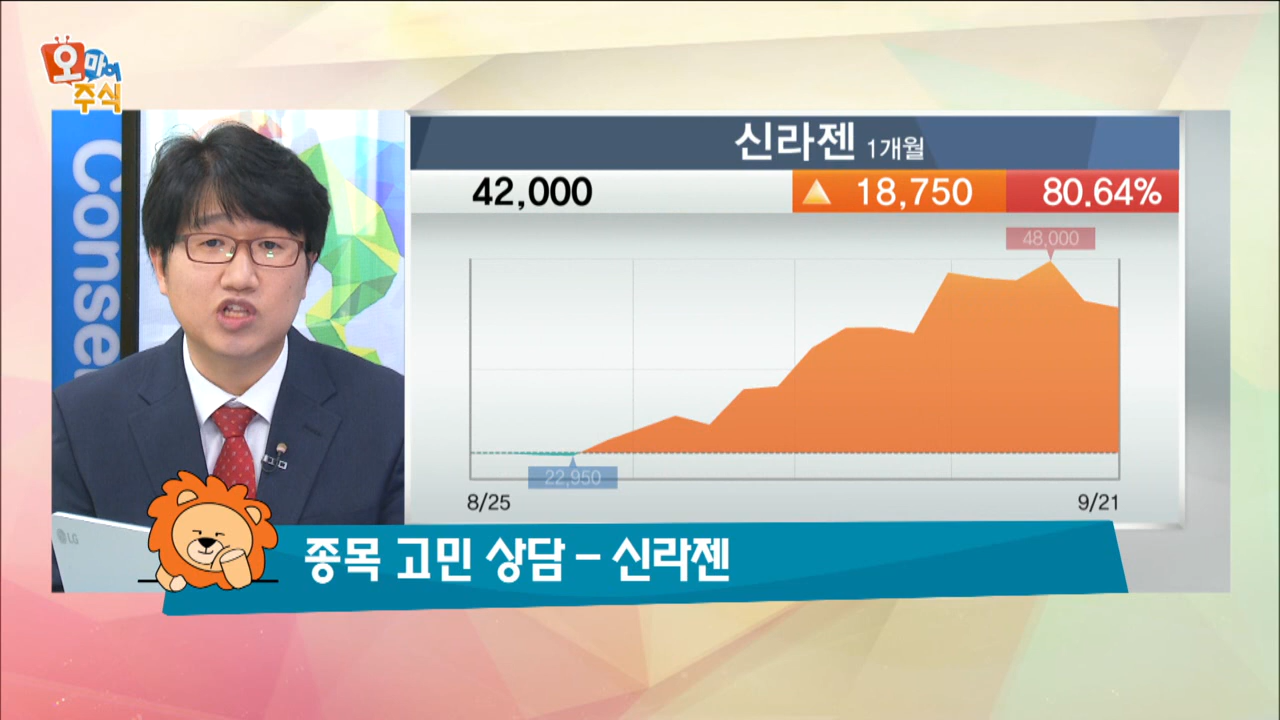 오마이
주식
Conse
신라젠 1개월
42,000 18,750 80.64%
48,000
22,950
8/25 9/21
LG
종목 고민 상담 - 신라젠